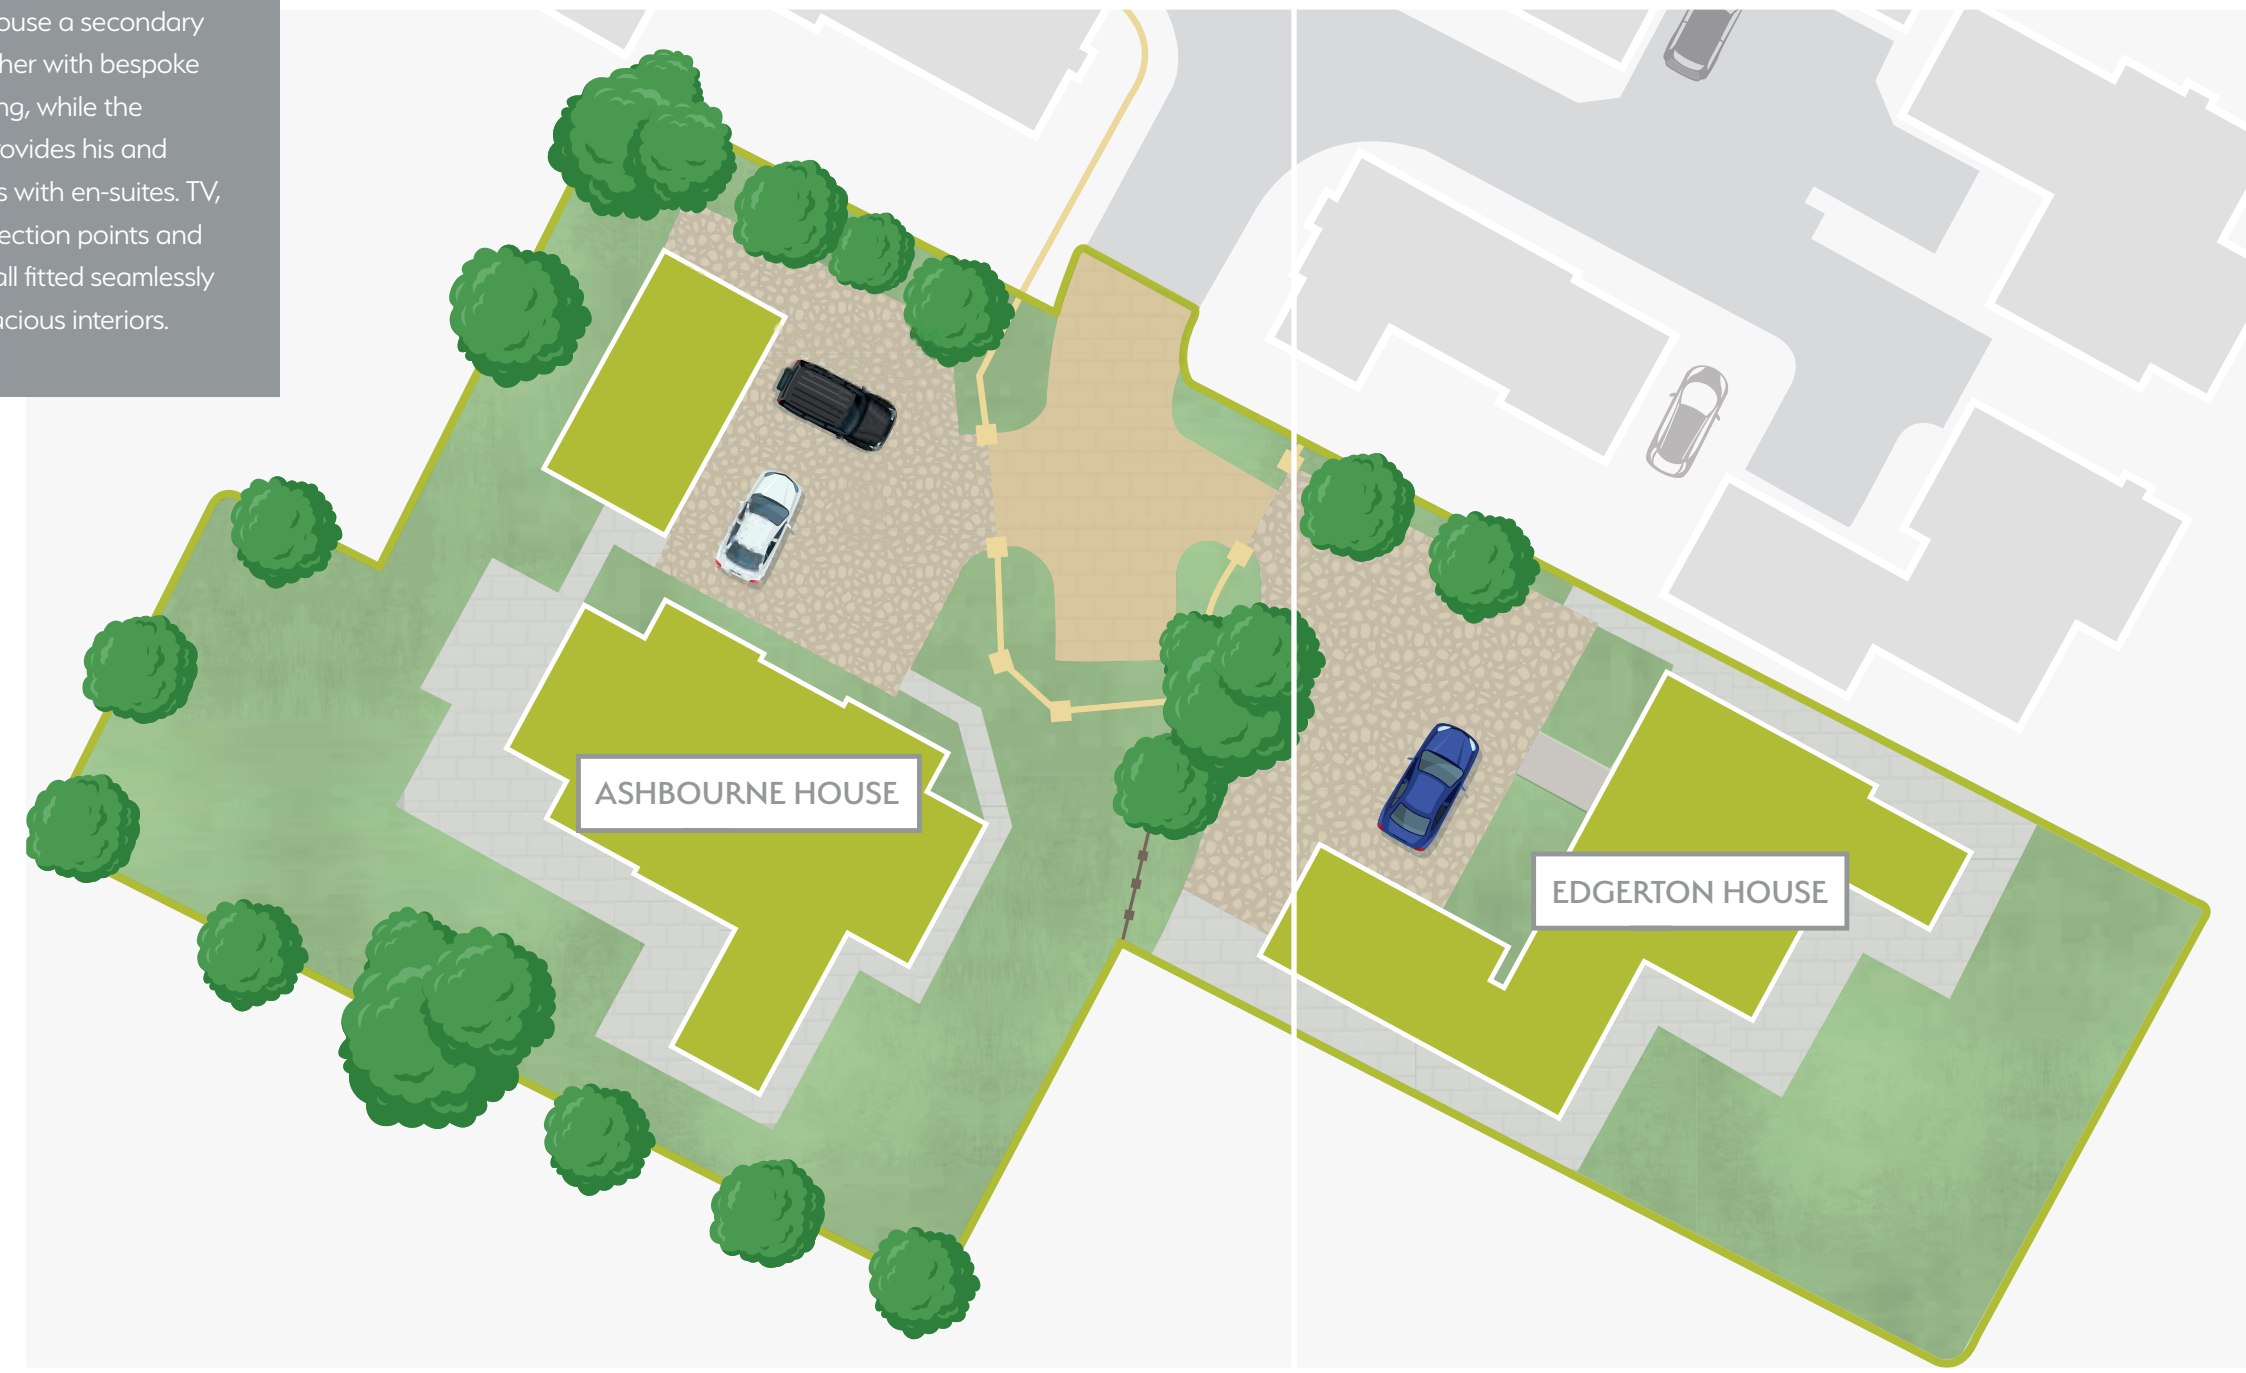 ouse a secondary
her with bespoke
ng, while the
rovides his and
s with en-suites. TV,
ection points and
all fitted seamlessly
acious interiors.
ASHBOURNE HOUSE
EDGERTON HOUSE